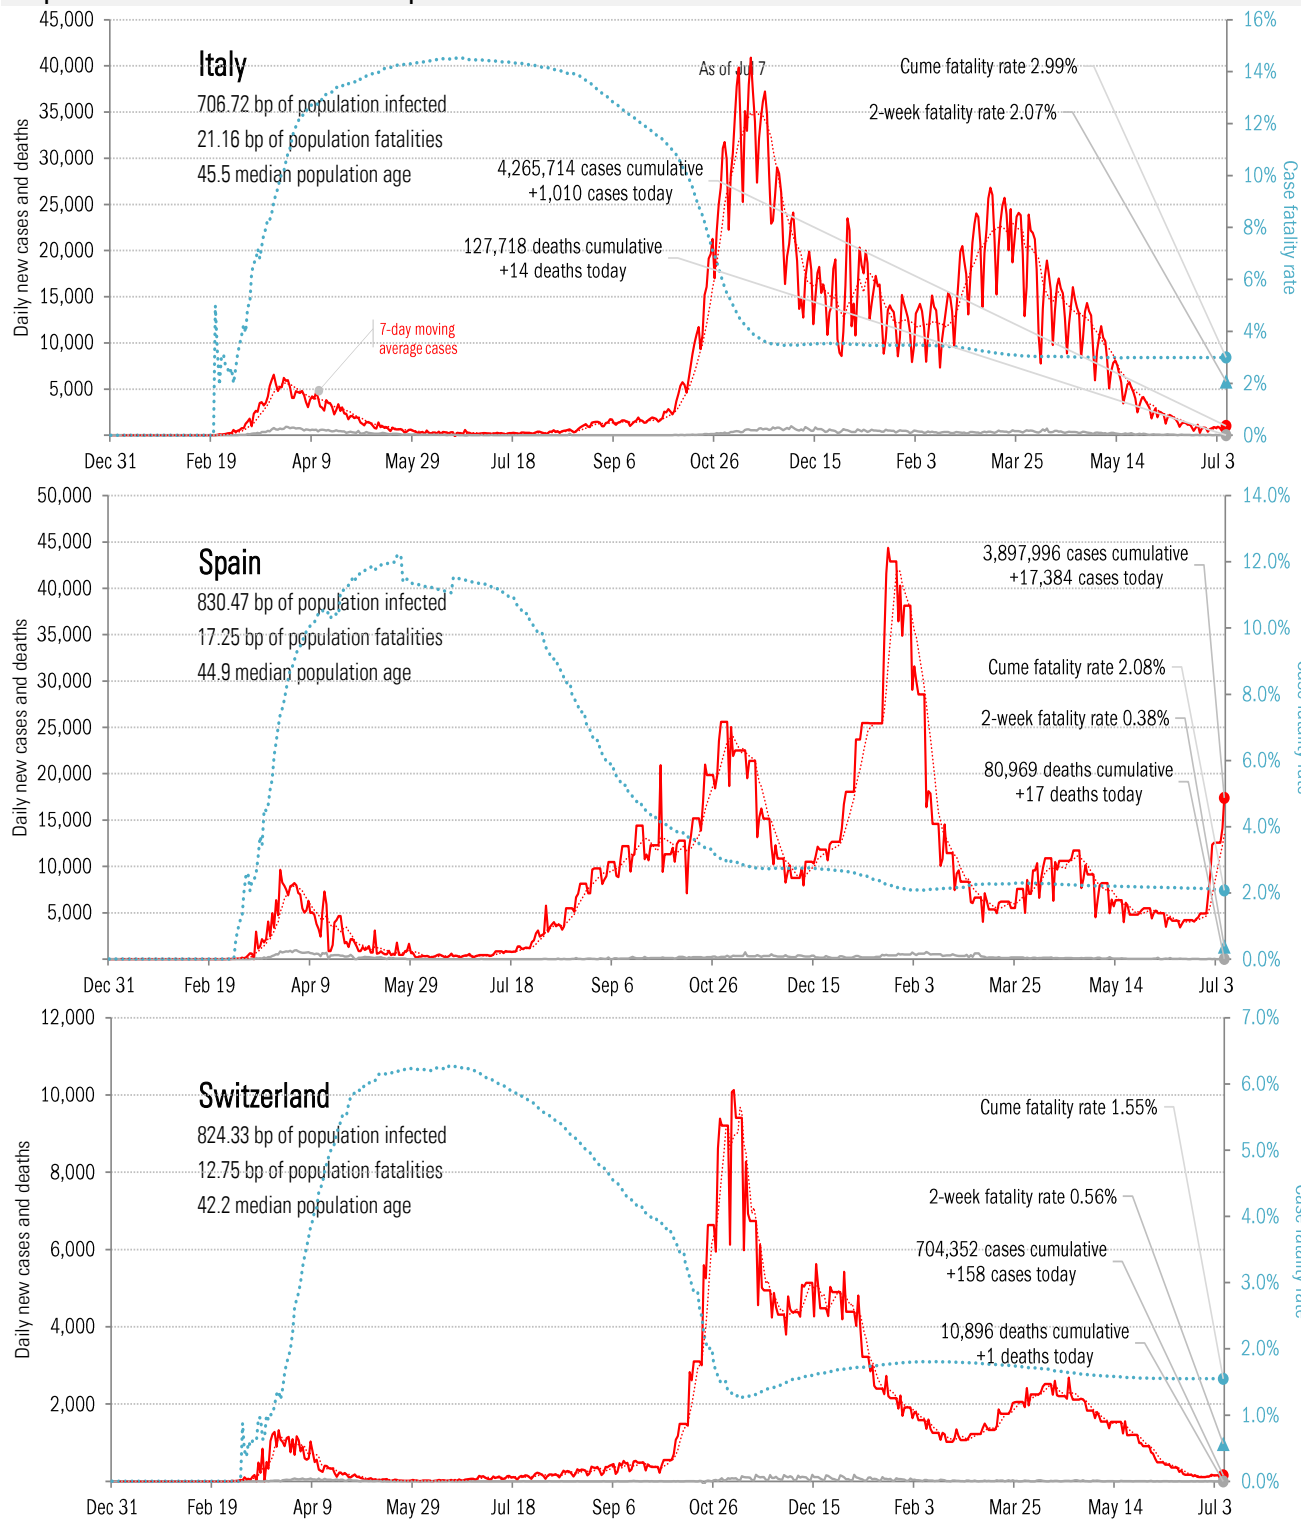 45,000
40,000
35,000
30,000
25,000
20,000
15,000
10,000
5,000
Daily new cases and deaths
Italy
706.72 bp of population infected
21.16 bp of population fatalities
45.5 median population age
As of Jul 7
Cume fatality rate 2.99%
2-week fatality rate 2.07%
4,265,714 cases cumulative
+1,010 cases today
127,718 deaths cumulative
+14 deaths today
7-day moving
average cases
16%
14%
12%
10%
8%
6%
4%
2%
0%
Case fatality rate
Dec 31 Feb 19 Apr 9 May 29 Jul 18 Sep 6 Oct 26 Dec 15 Feb 3 Mar 25 May 14 Jul 3
50,000
45,000
40,000
35,000
30,000
25,000
20,000
15,000
10,000
5,000
Daily new cases and deaths
Spain
830.47 bp of population infected
17.25 bp of population fatalities
44.9 median population age
3,897,996 cases cumulative
+17,384 cases today
Cume fatality rate 2.08%
2-week fatality rate 0.38%
80,969 deaths cumulative
+17 deaths today
14.0%
12.0%
10.0%
8.0%
6.0%
4.0%
2.0%
0.0%
Dec 31 Feb 19 Apr 9 May 29 Jul 18 Sep 6 Oct 26 Dec 15 Feb 3 Mar 25 May 14 Jul 3
12,000
10,000
8,000
6,000
4,000
2,000
Daily new cases and deaths
Switzerland
824.33 bp of population infected
12.75 bp of population fatalities
42.2 median population age
Cume fatality rate 1.55%
2-week fatality rate 0.56%
704,352 cases cumulative
+158 cases today
10,896 deaths cumulative
+1 deaths today
7.0%
6.0%
5.0%
4.0%
3.0%
2.0%
1.0%
0.0%
Dec 31 Feb 19 Apr 9 May 29 Jul 18 Sep 6 Oct 26 Dec 15 Feb 3 Mar 25 May 14 Jul 3